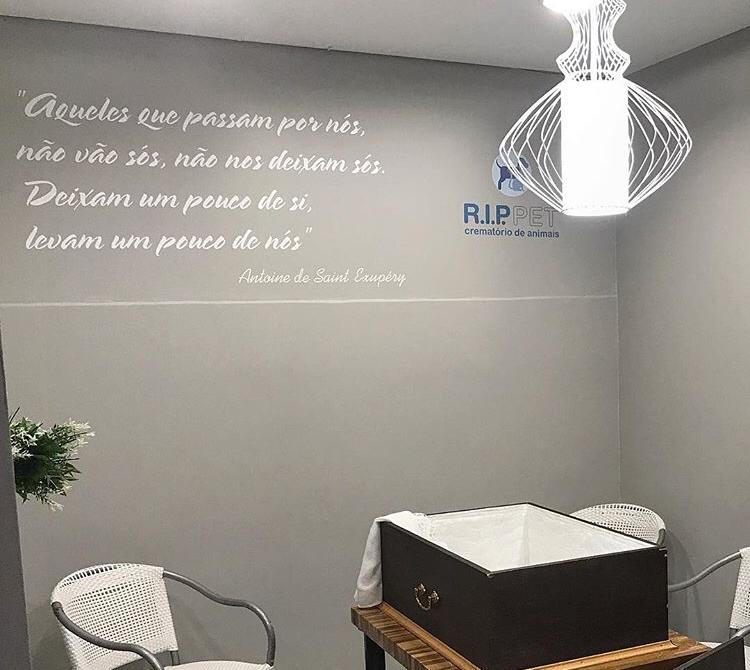 "Aqueles que passam por nós,
não vão sós, não nos deixam sós.
Deixam um pouco de si,
levam um pouco de nós"
Antoine de Saint Exupéry
R.I.P.PET
crematório de animais